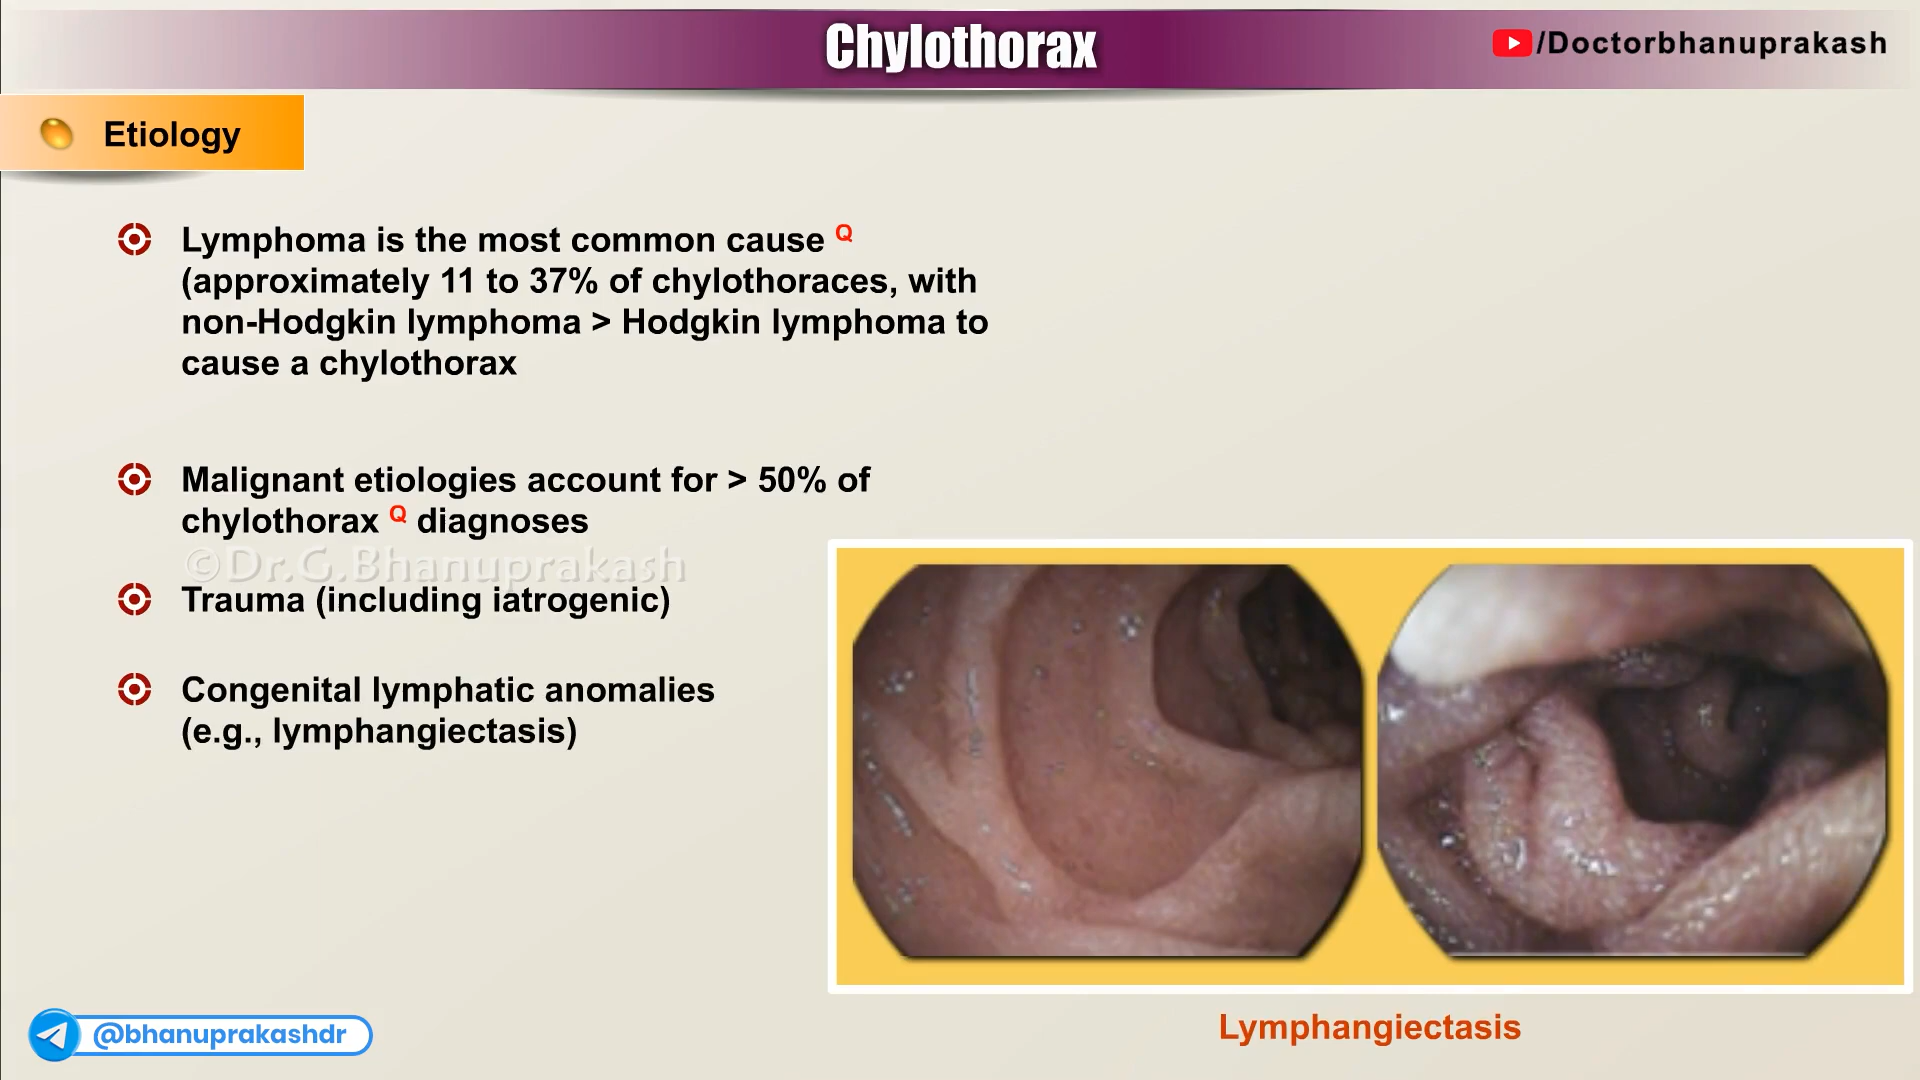 Chylothorax
/Doctorbhanuprakash
Etiology
Lymphoma is the most common cause Q
(approximately 11 to 37% of chylothoraces, with
non-Hodgkin lymphoma > Hodgkin lymphoma to
cause a chylothorax
Malignant etiologies account for > 50% of
chylothorax Q diagnoses
©Dr.G.Bhanuprakash
Trauma (including iatrogenic)
Congenital lymphatic anomalies
(e.g., lymphangiectasis)
@bhanuprakashdr
Lymphangiectasis